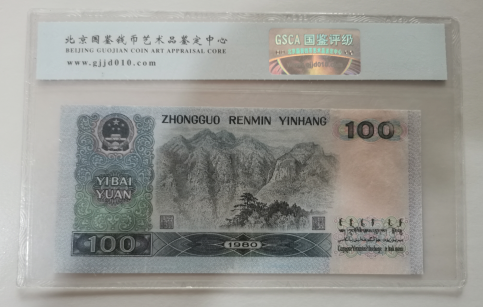 北京国鉴钱币艺术品鉴定中心
BEIJING GUOJIAN COIN ART APPRAISAL CORE
www.gjjd010.com
GSCA 国鉴评级
ZHONGGUO RENMIN YINHANG
100
YIBAI
YUAN
100
1980